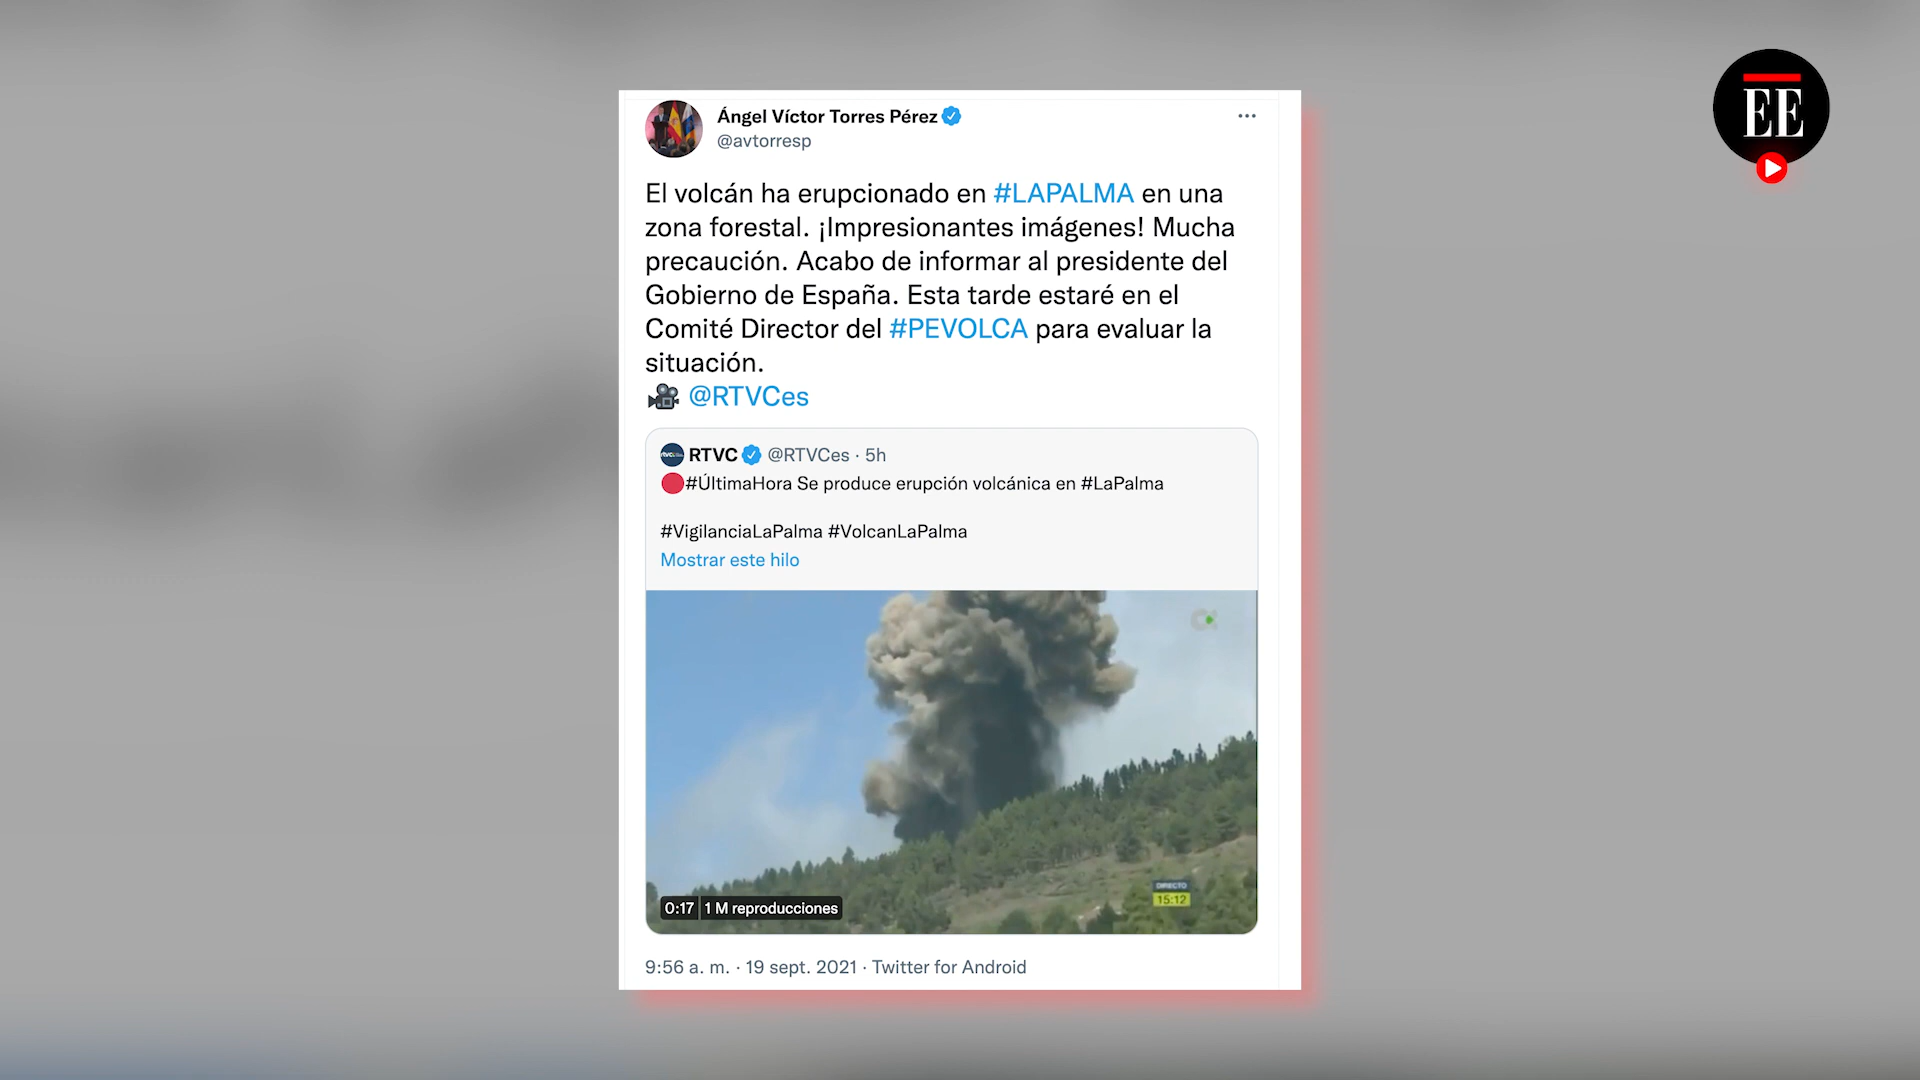 EE
Ángel Víctor Torres Pérez
@avtorresp
El volcán ha erupcionado en #LAPALMA en una
zona forestal. ¡Impresionantes imágenes! Mucha
precaución. Acabo de informar al presidente del
Gobierno de España. Esta tarde estaré en el
Comité Director del #PEVOLCA para evaluar la
situación.
@RTVCes
RTVC @RTVCes · 5h
#ÚltimaHora Se produce erupción volcánica en #LaPalma
#VigilanciaLaPalma #VolcanLaPalma
Mostrar este hilo
DIRECTO
15:12
0:17 1 M reproducciones
9:56 a. m. · 19 sept. 2021 · Twitter for Android